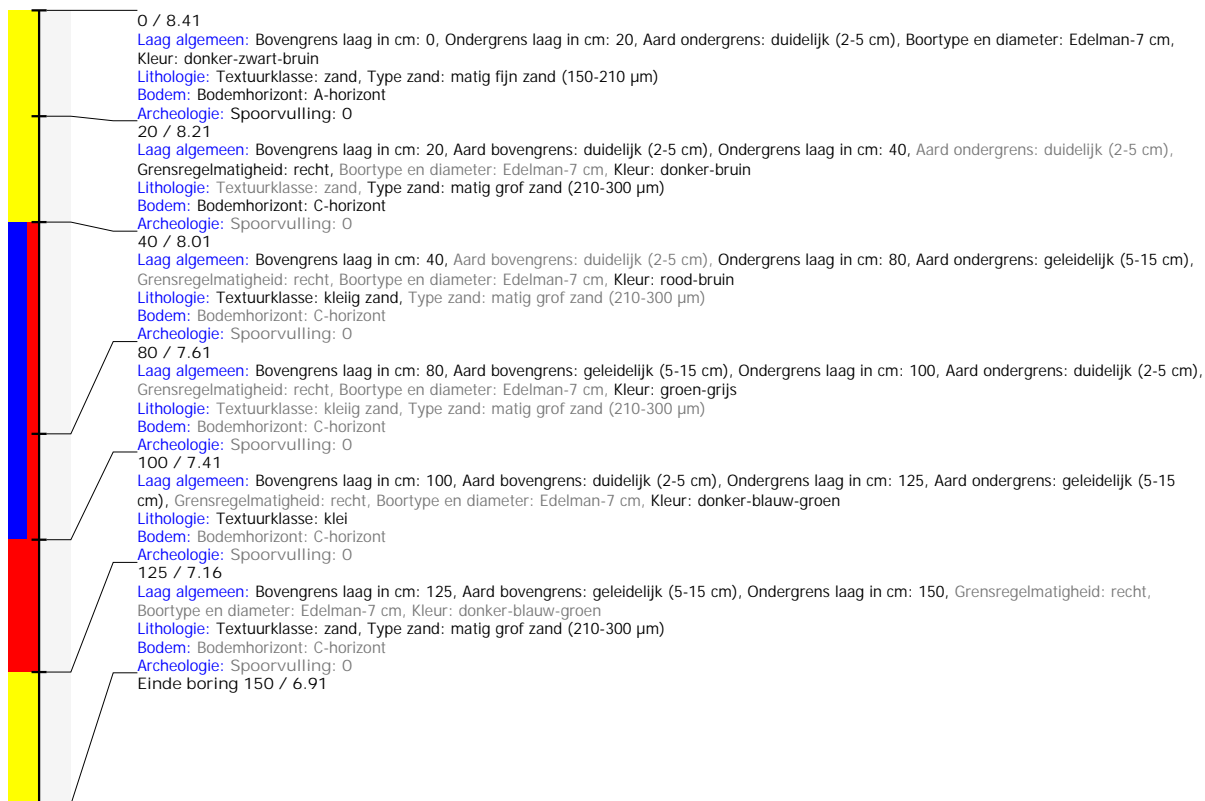 0 / 8.41
Laag algemeen: Bovengrens laag in cm: 0, Ondergrens laag in cm: 20, Aard ondergrens: duidelijk (2-5 cm), Boortype en diameter: Edelman-7 cm,
Kleur: donker-zwart-bruin
Lithologie: Textuurklasse: zand, Type zand: matig fijn zand (150-210 µm)
Bodem: Bodemhorizont: A-horizont
Archeologie: Spoorvulling: 0
20 / 8.21
Laag algemeen: Bovengrens laag in cm: 20, Aard bovengrens: duidelijk (2-5 cm), Ondergrens laag in cm: 40, Aard ondergrens: duidelijk (2-5 cm),
Grensregelmatigheid: recht, Boortype en diameter: Edelman-7 cm, Kleur: donker-bruin
Lithologie: Textuurklasse: zand, Type zand: matig grof zand (210-300 µm)
Bodem: Bodemhorizont: C-horizont
Archeologie: Spoorvulling: 0
40 / 8.01
Laag algemeen: Bovengrens laag in cm: 40, Aard bovengrens: duidelijk (2-5 cm), Ondergrens laag in cm: 80, Aard ondergrens: geleidelijk (5-15 cm),
Grensregelmatigheid: recht, Boortype en diameter: Edelman-7 cm, Kleur: rood-bruin
Lithologie: Textuurklasse: kleiig zand, Type zand: matig grof zand (210-300 µm)
Bodem: Bodemhorizont: C-horizont
Archeologie: Spoorvulling: 0
80 / 7.61
Laag algemeen: Bovengrens laag in cm: 80, Aard bovengrens: geleidelijk (5-15 cm), Ondergrens laag in cm: 100, Aard ondergrens: duidelijk (2-5 cm),
Grensregelmatigheid: recht, Boortype en diameter: Edelman-7 cm, Kleur: groen-grijs
Lithologie: Textuurklasse: kleiig zand, Type zand: matig grof zand (210-300 µm)
Bodem: Bodemhorizont: C-horizont
Archeologie: Spoorvulling: 0
100 / 7.41
Laag algemeen: Bovengrens laag in cm: 100, Aard bovengrens: duidelijk (2-5 cm), Ondergrens laag in cm: 125, Aard ondergrens: geleidelijk (5-15
cm), Grensregelmatigheid: recht, Boortype en diameter: Edelman-7 cm, Kleur: donker-blauw-groen
Lithologie: Textuurklasse: klei
Bodem: Bodemhorizont: C-horizont
Archeologie: Spoorvulling: 0
125 / 7.16
Laag algemeen: Bovengrens laag in cm: 125, Aard bovengrens: geleidelijk (5-15 cm), Ondergrens laag in cm: 150, Grensregelmatigheid: recht,
Boortype en diameter: Edelman-7 cm, Kleur: donker-blauw-groen
Lithologie: Textuurklasse: zand, Type zand: matig grof zand (210-300 µm)
Bodem: Bodemhorizont: C-horizont
Archeologie: Spoorvulling: 0
Einde boring 150 / 6.91